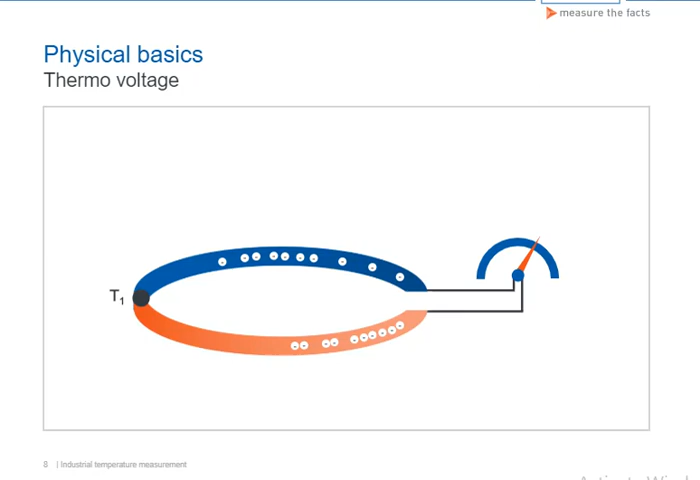 measure the facts
Physical basics
Thermo voltage
T1
8 | Industrial temperature measurement